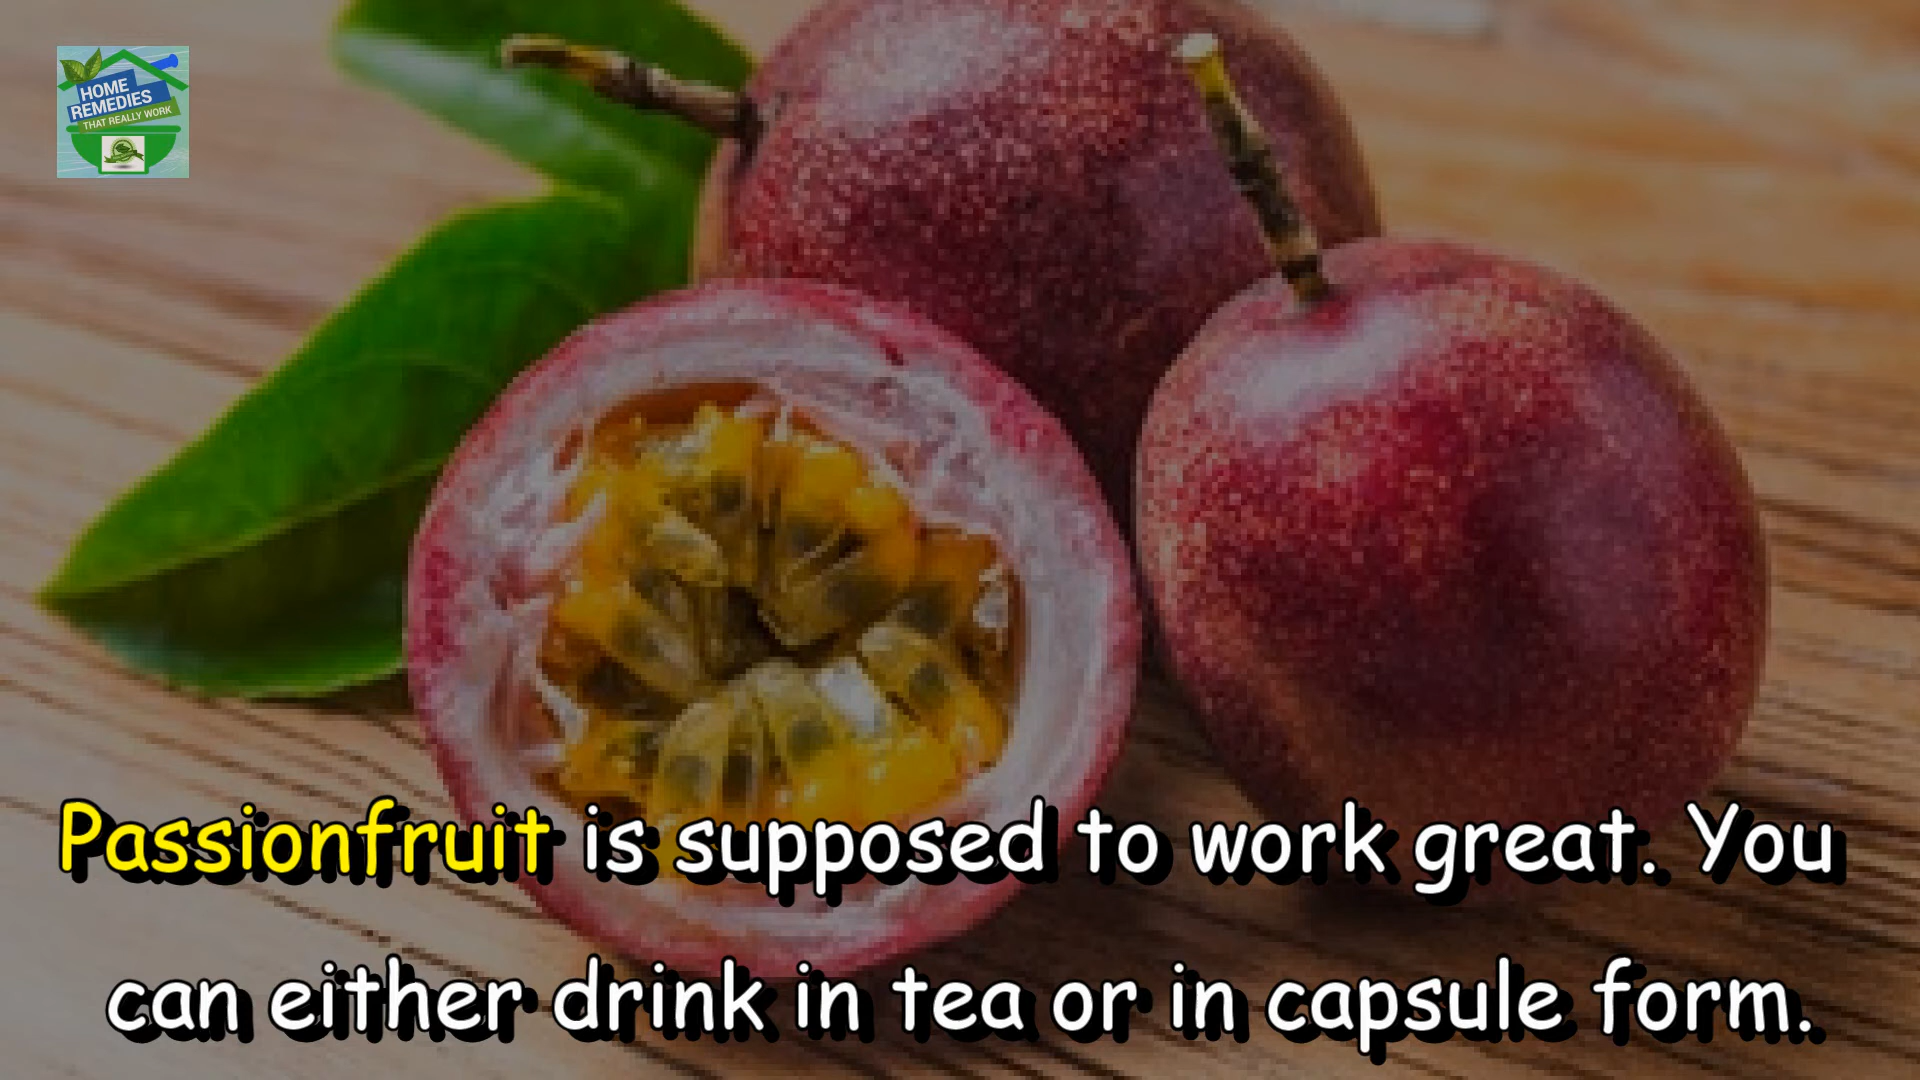 HOME
REMEDIES
THAT REALLY WORK
Passionfruit is supposed to work great. You
can either drink in tea or in capsule form.